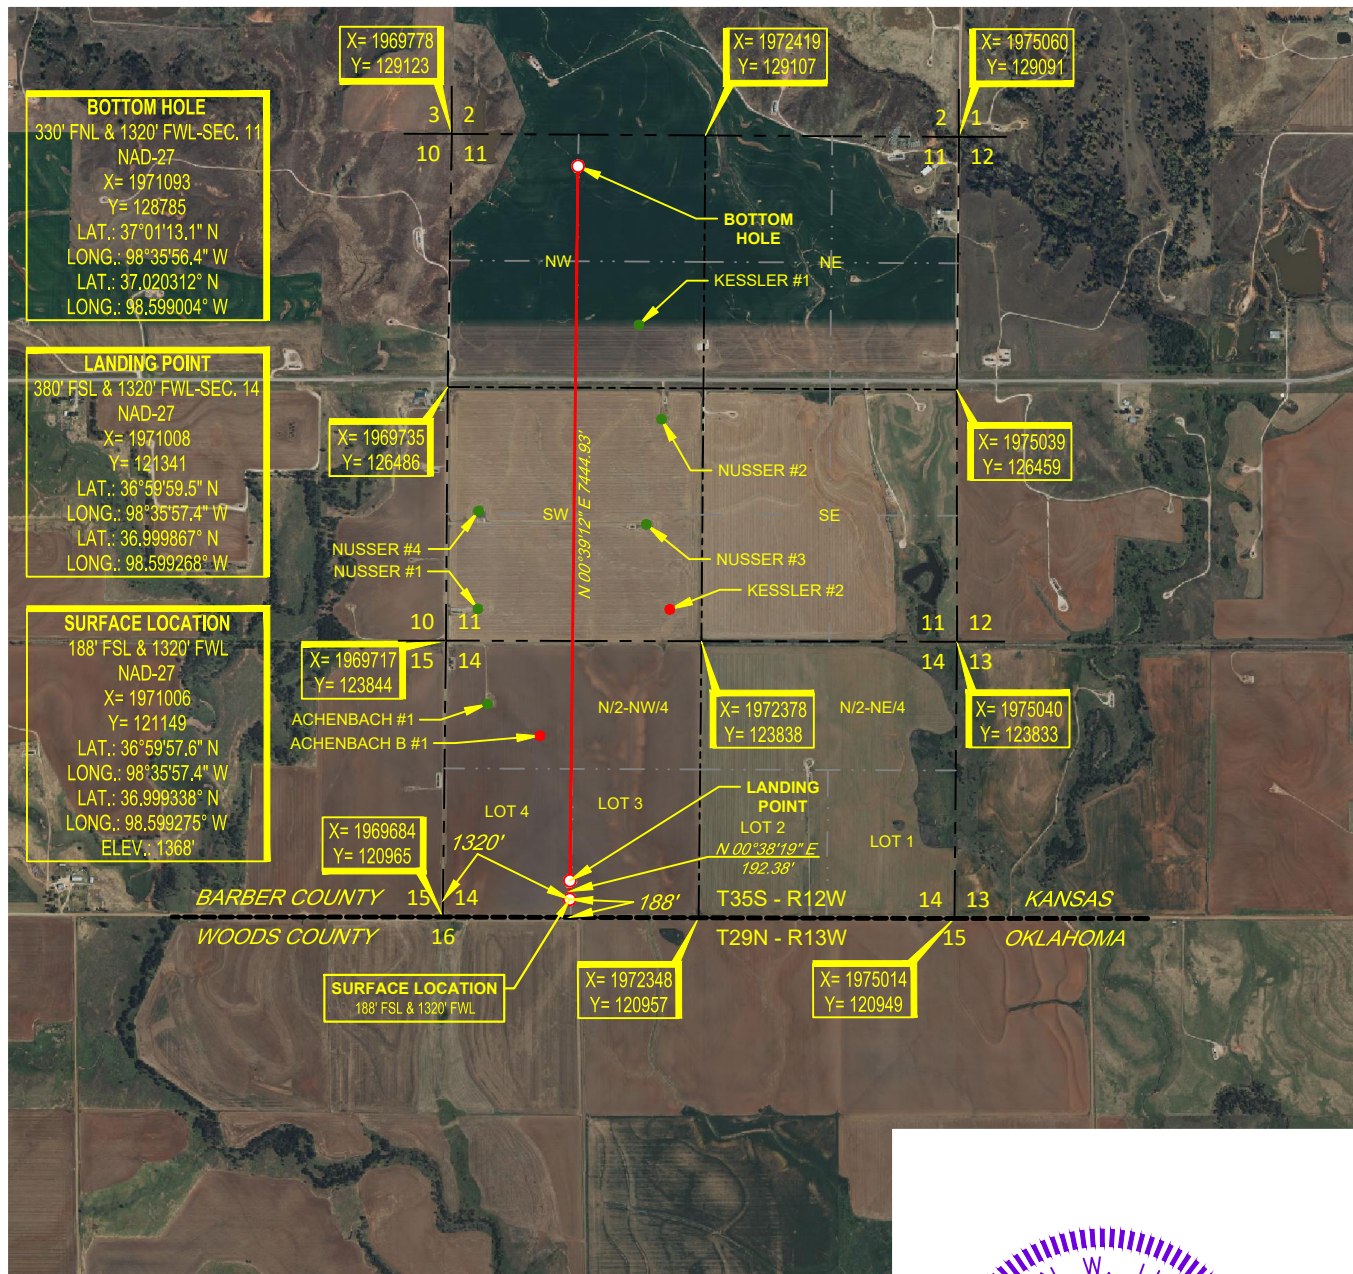 X= 1969778
Y= 129123
X= 1972419
Y= 129107
X= 1975060
Y= 129091
3 2
2 1
10 11
11 12
BOTTOM HOLE
330' FNL & 1320' FWL-SEC. 11
NAD-27
X= 1971093
Y= 128785
LAT.: 37°01'13.1" N
LONG.: 98°35'56.4" W
LAT.: 37.020312° N
LONG.: 98.599004° W
BOTTOM
HOLE
NW
NE
KESSLER #1
LANDING POINT
380' FSL & 1320' FWL-SEC. 14
NAD-27
X= 1971008
Y= 121341
LAT.: 36°59'59.5" N
LONG.: 98°35'57.4" W
LAT.: 36.999867° N
LONG.: 98.599268° W
X= 1969735
Y= 126486
X= 1975039
Y= 126459
N 00°39'12" E 7444.93'
NUSSER #2
SW
SE
NUSSER #4
NUSSER #1
NUSSER #3
KESSLER #2
SURFACE LOCATION
188' FSL & 1320' FWL
NAD-27
X= 1971006
Y= 121149
LAT.: 36°59'57.6" N
LONG.: 98°35'57.4" W
LAT.: 36.999338° N
LONG.: 98.599275° W
ELEV.: 1368'
10 11
11 12
15 14
14 13
X= 1969717
Y= 123844
X= 1972378
Y= 123838
X= 1975040
Y= 123833
N/2-NW/4
N/2-NE/4
ACHENBACH #1
ACHENBACH B #1
LANDING
POINT
LOT 4
LOT 3
LOT 2
LOT 1
N 00°38'19" E
192.38'
X= 1969684
Y= 120965
1320'
188'
BARBER COUNTY
15 14
T35S - R12W
14 13
KANSAS
WOODS COUNTY
16
T29N - R13W
15
OKLAHOMA
SURFACE LOCATION
188' FSL & 1320' FWL
X= 1972348
Y= 120957
X= 1975014
Y= 120949
W